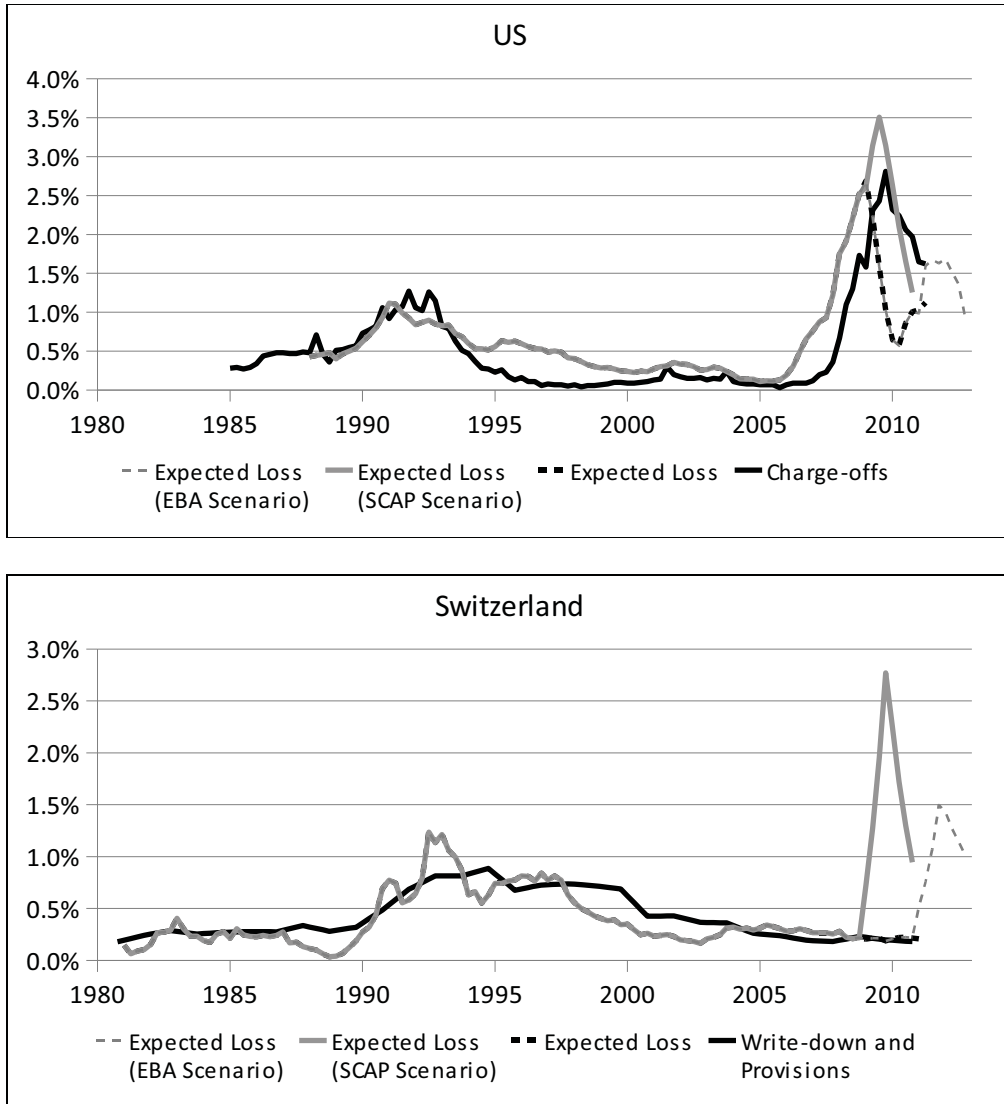 US
4.0%
3.5%
3.0%
2.5%
2.0%
1.5%
1.0%
0.5%
0.0%
1980 1985 1990 1995 2000 2005 2010
Expected Loss (EBA Scenario)
Expected Loss (SCAP Scenario)
Expected Loss
Charge-offs
Switzerland
3.0%
2.5%
2.0%
1.5%
1.0%
0.5%
0.0%
1980 1985 1990 1995 2000 2005 2010
Expected Loss (EBA Scenario)
Expected Loss (SCAP Scenario)
Expected Loss
Write-down and Provisions